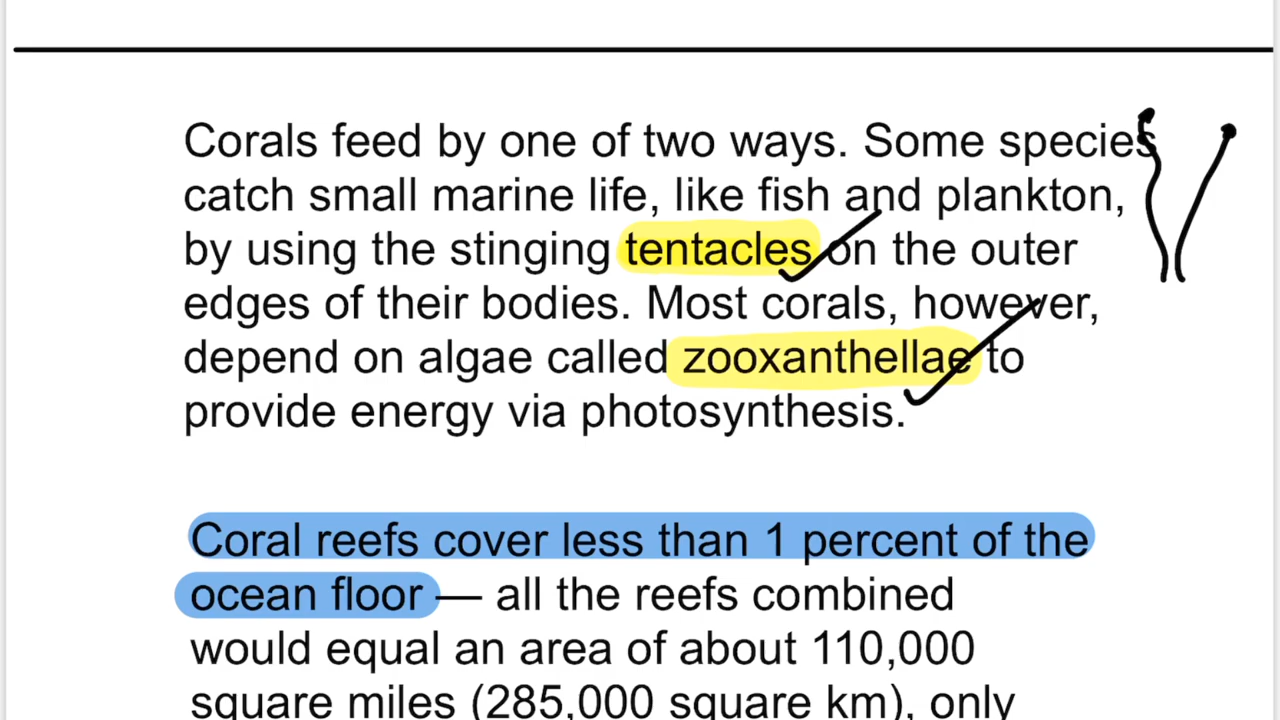 Corals feed by one of two ways. Some species
catch small marine life, like fish and plankton,
by using the stinging tentacles on the outer
edges of their bodies. Most corals, however,
depend on algae called zooxanthellae to
provide energy via photosynthesis.
Coral reefs cover less than 1 percent of the
ocean floor — all the reefs combined
would equal an area of about 110,000
square miles (285,000 square km), only